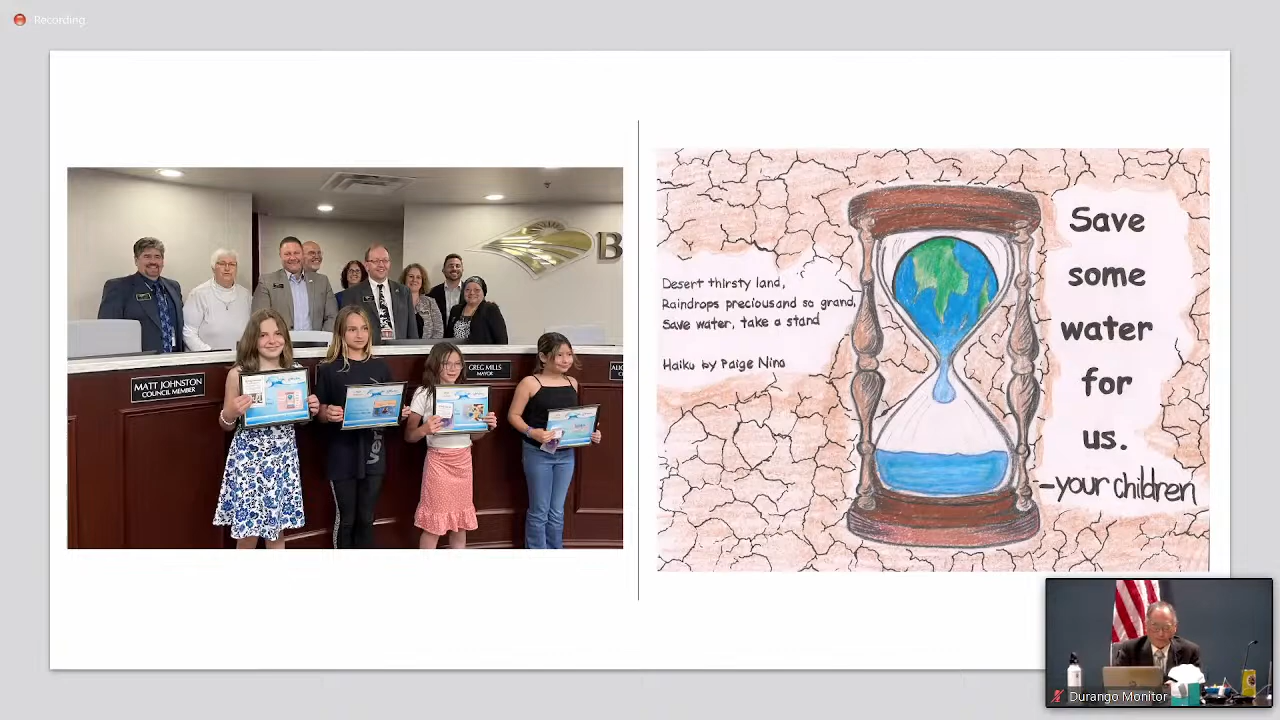 Recording
B
MATT JOHNSTON
COUNCIL MEMBER
GREG MILLS
MAYOR
Desert thirsty land,
Raindrops precious and so grand,
Save water, take a stand
Haiku by Paige Nino
Save
some
water
for
us.
-your children
Durango Monitor